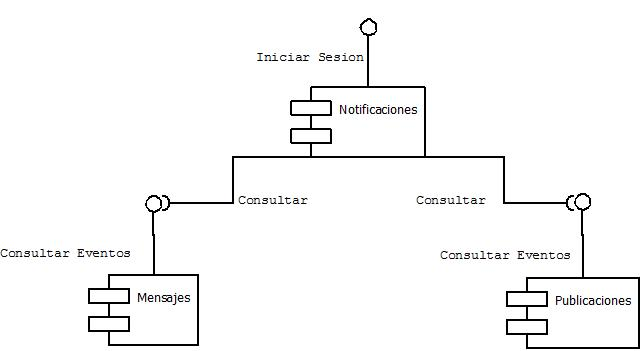 Iniciar Sesion
Notificaciones
Consultar
Consultar
Consultar Eventos
Consultar Eventos
Mensajes
Publicaciones